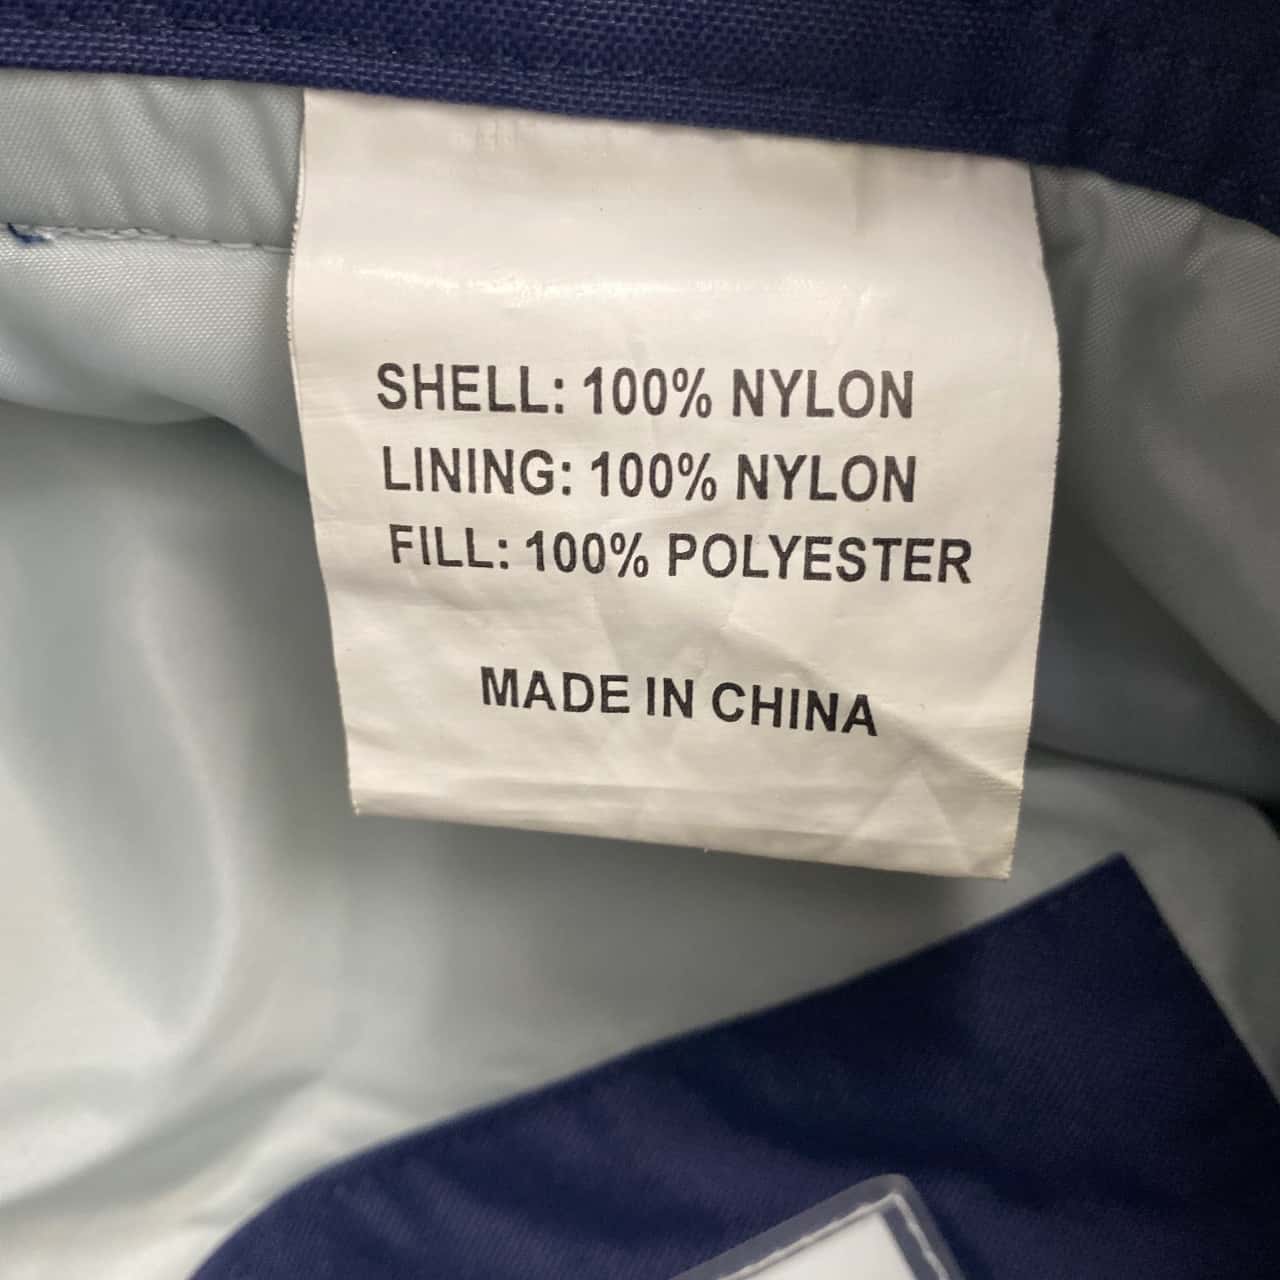 SHELL: 100% NYLON
LINING: 100% NYLON
FILL: 100% POLYESTER
MADE IN CHINA